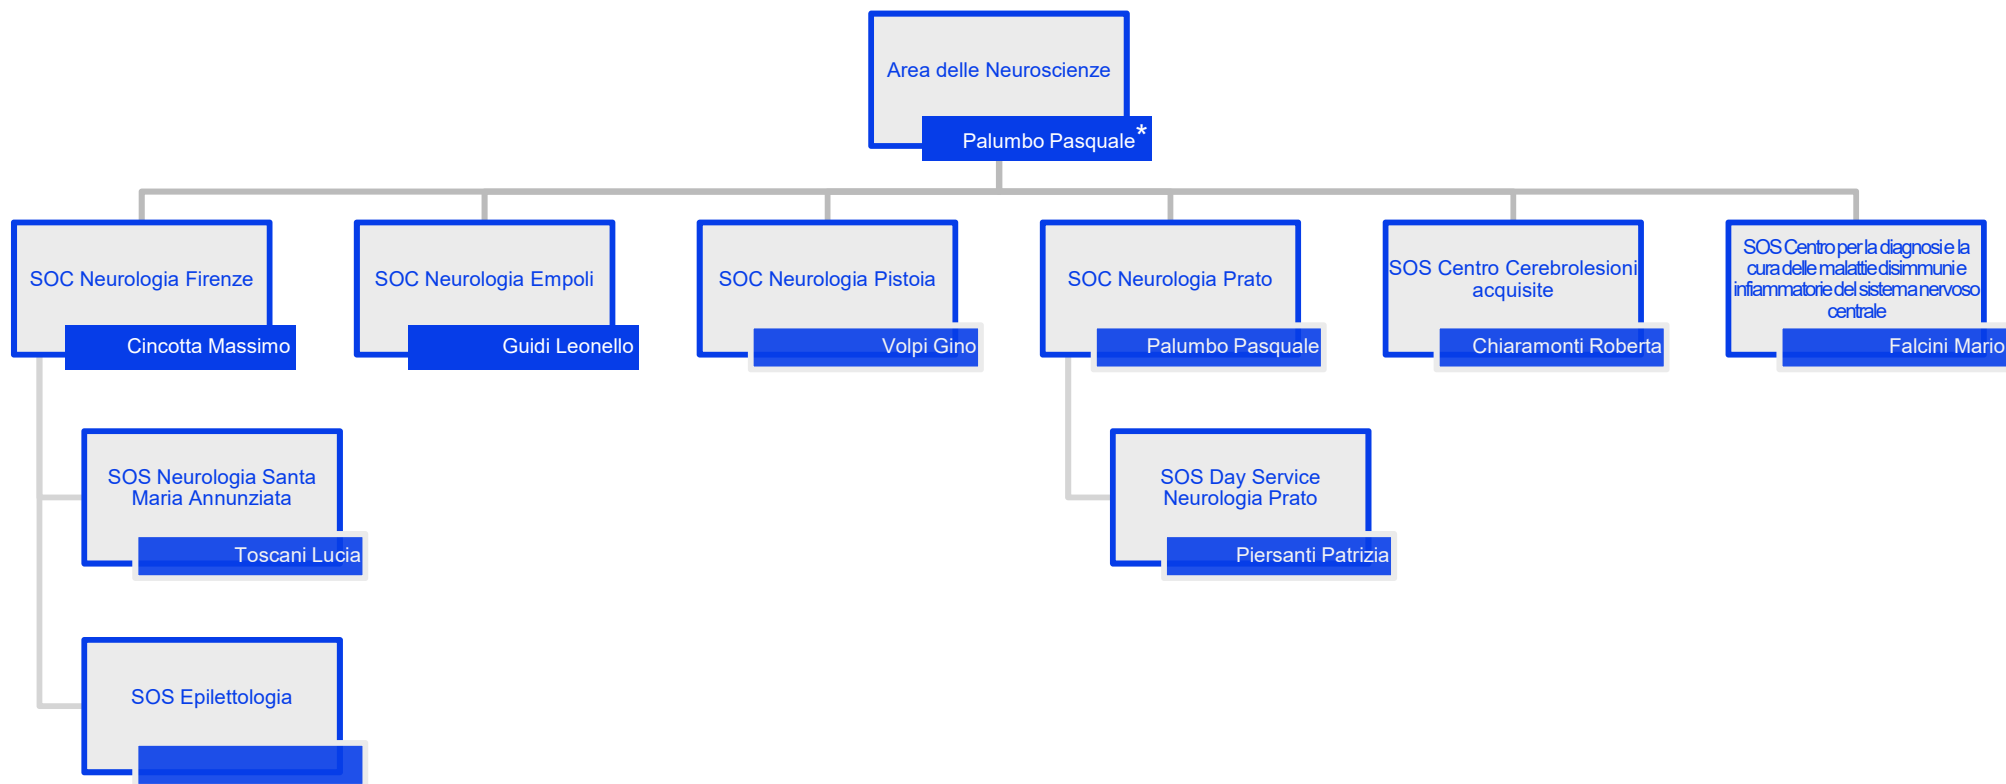 Area delle Neuroscienze
Palumbo Pasquale*
SOC Neurologia Firenze
Cincotta Massimo
SOC Neurologia Empoli
Guidi Leonello
SOC Neurologia Pistoia
Volpi Gino
SOC Neurologia Prato
Palumbo Pasquale
SOS Centro Cerebrolesioni
acquisite
Chiaramonti Roberta
SOS Centro per la diagnosi e la
cura delle malattie disimmuni e
infiammatorie del sistema nervoso
centrale
Falcini Mario
SOS Neurologia Santa
Maria Annunziata
Toscani Lucia
SOS Day Service
Neurologia Prato
Piersanti Patrizia
SOS Epilettologia